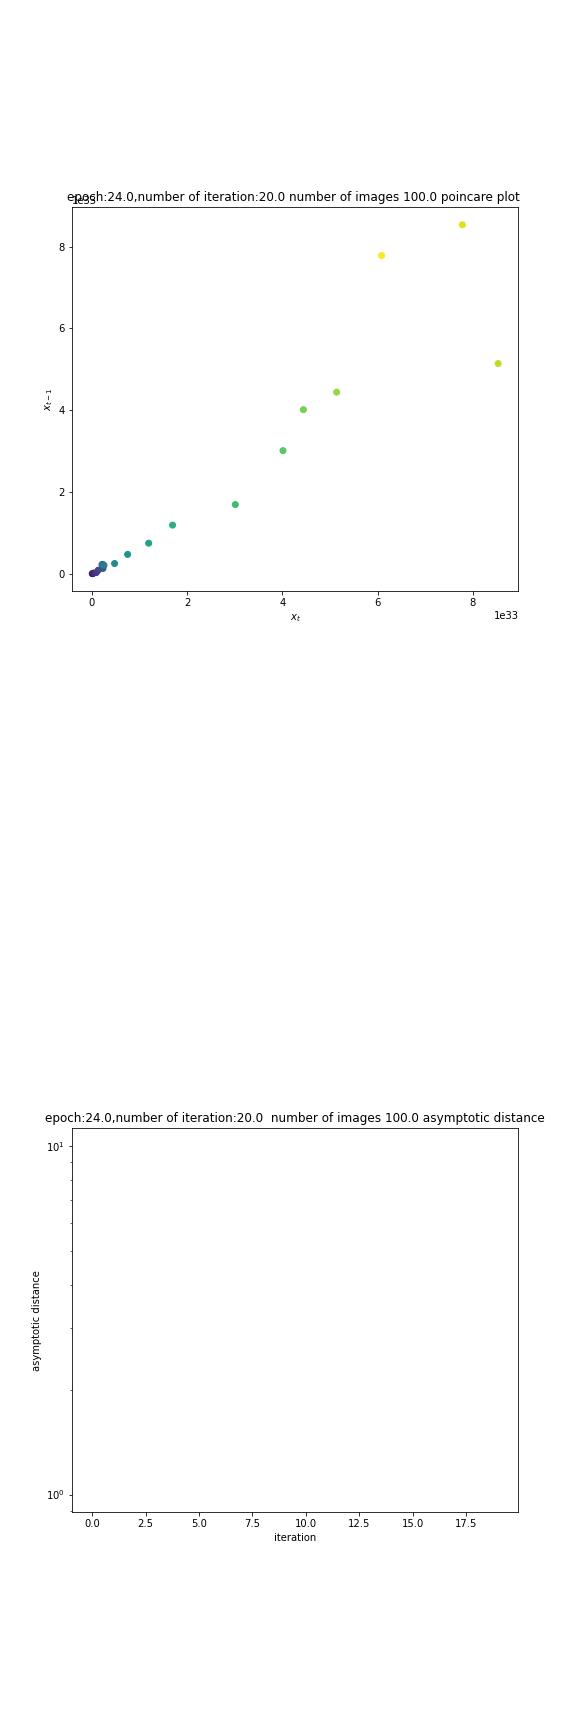 epoch:24.0,number of iteration:20.0 number of images 100.0 poincare plot
1e33
8
6
4
2
0
x_{t-1}
0 2 4 6 8
x_t
1e33
epoch:24.0,number of iteration:20.0  number of images 100.0 asymptotic distance
10^1
10^0
asymptotic distance
0.0 2.5 5.0 7.5 10.0 12.5 15.0 17.5
iteration